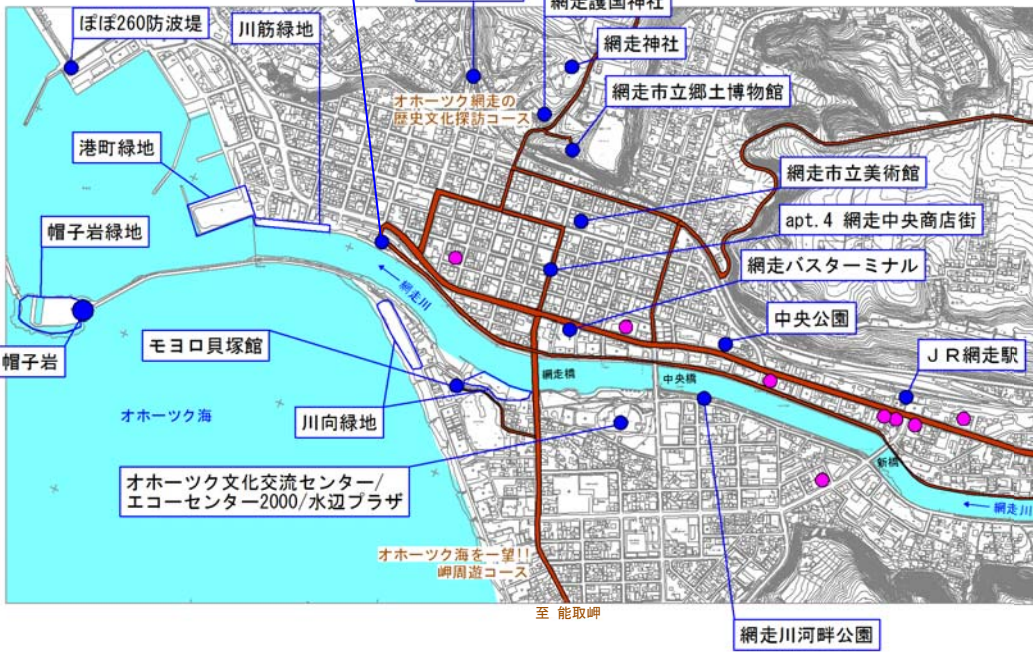 網走護国神社
ぽぽ260防波堤
川筋緑地
網走神社
オホーツク網走の
歴史文化探訪コース
網走市立郷土博物館
港町緑地
網走市立美術館
apt.4 網走中央商店街
帽子岩緑地
網走バスターミナル
網走川
中央公園
モヨロ貝塚館
JR網走駅
帽子岩
網走橋
中央橋
オホーツク海
川向緑地
新橋
オホーツク文化交流センター/
エコーセンター2000/水辺プラザ
網走川
オホーツク海を一望!!
岬周遊コース
至 能取岬
網走川河畔公園